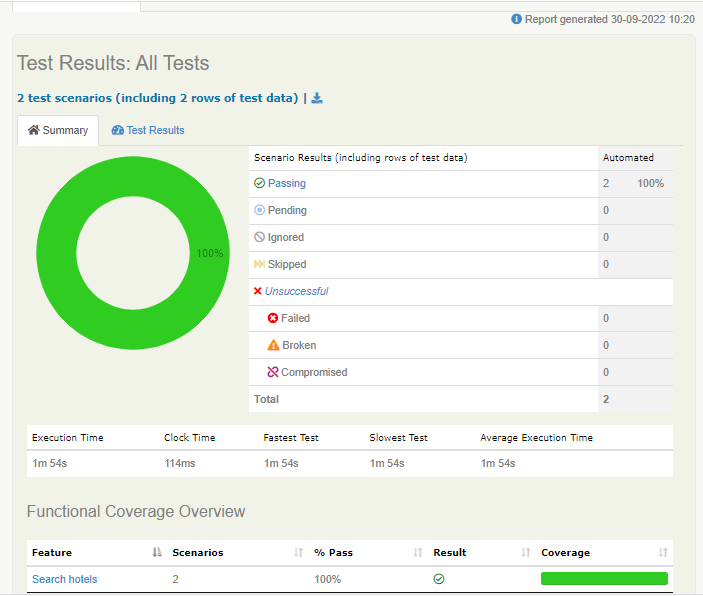 Report generated 30-09-2022 10:20
Test Results: All Tests
2 test scenarios (including 2 rows of test data) |
Summary Test Results
Scenario Results (including rows of test data) Automated
Passing 2 100%
Pending 0
Ignored 0
Skipped 0
Unsuccessful
Failed 0
Broken 0
Compromised 0
Total 2
100%
Execution Time Clock Time Fastest Test Slowest Test Average Execution Time
1m 54s 114ms 1m 54s 1m 54s 1m 54s
Functional Coverage Overview
Feature Scenarios % Pass Result Coverage
Search hotels 2 100%